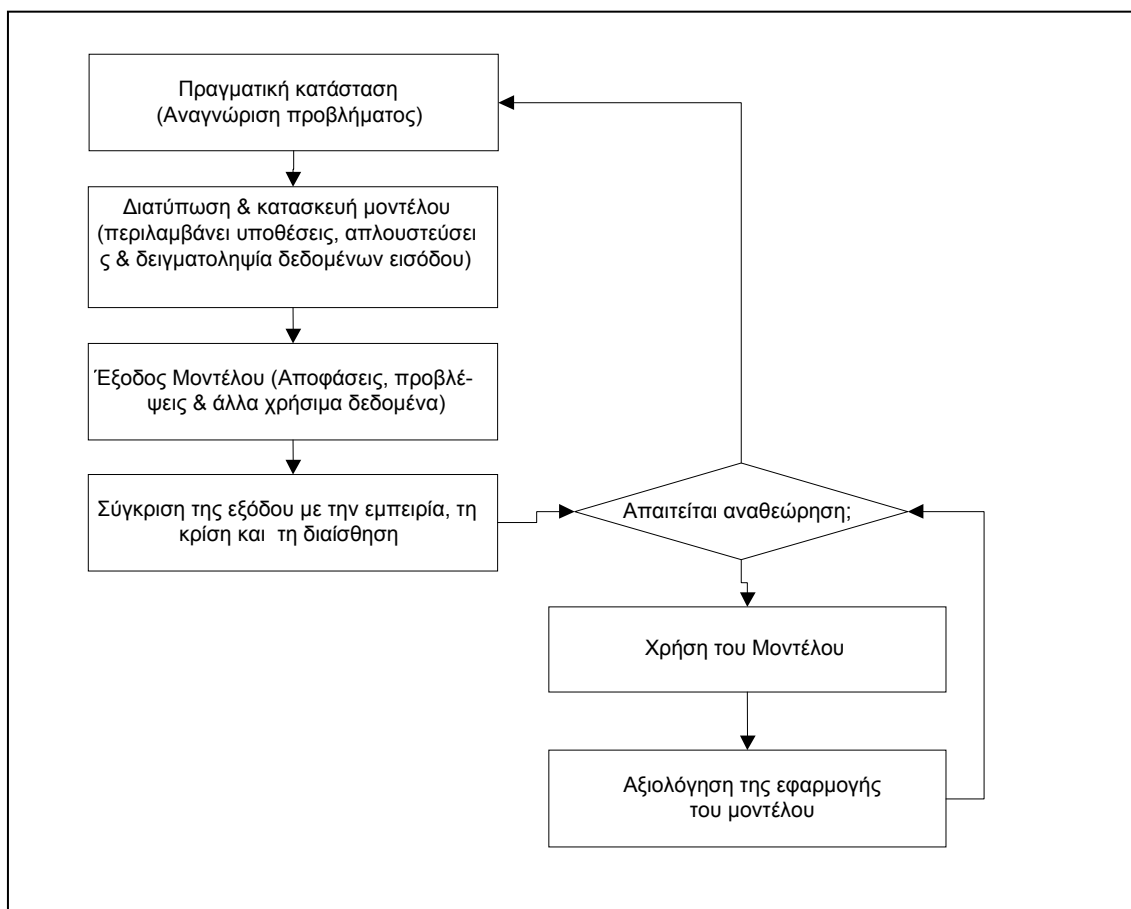 Πραγματική κατάσταση
(Αναγνώριση προβλήματος)
Διατύπωση & κατασκευή μοντέλου
(περιλαμβάνει υποθέσεις, απλουστεύσει
ς & δειγματοληψία δεδομένων εισόδου)
Έξοδος Μοντέλου (Αποφάσεις, προβλέ-
ψεις & άλλα χρήσιμα δεδομένα)
Σύγκριση της εξόδου με την εμπειρία, τη
κρίση και τη διαίσθηση
Απαιτείται αναθεώρηση;
Χρήση του Μοντέλου
Αξιολόγηση της εφαρμογής
του μοντέλου